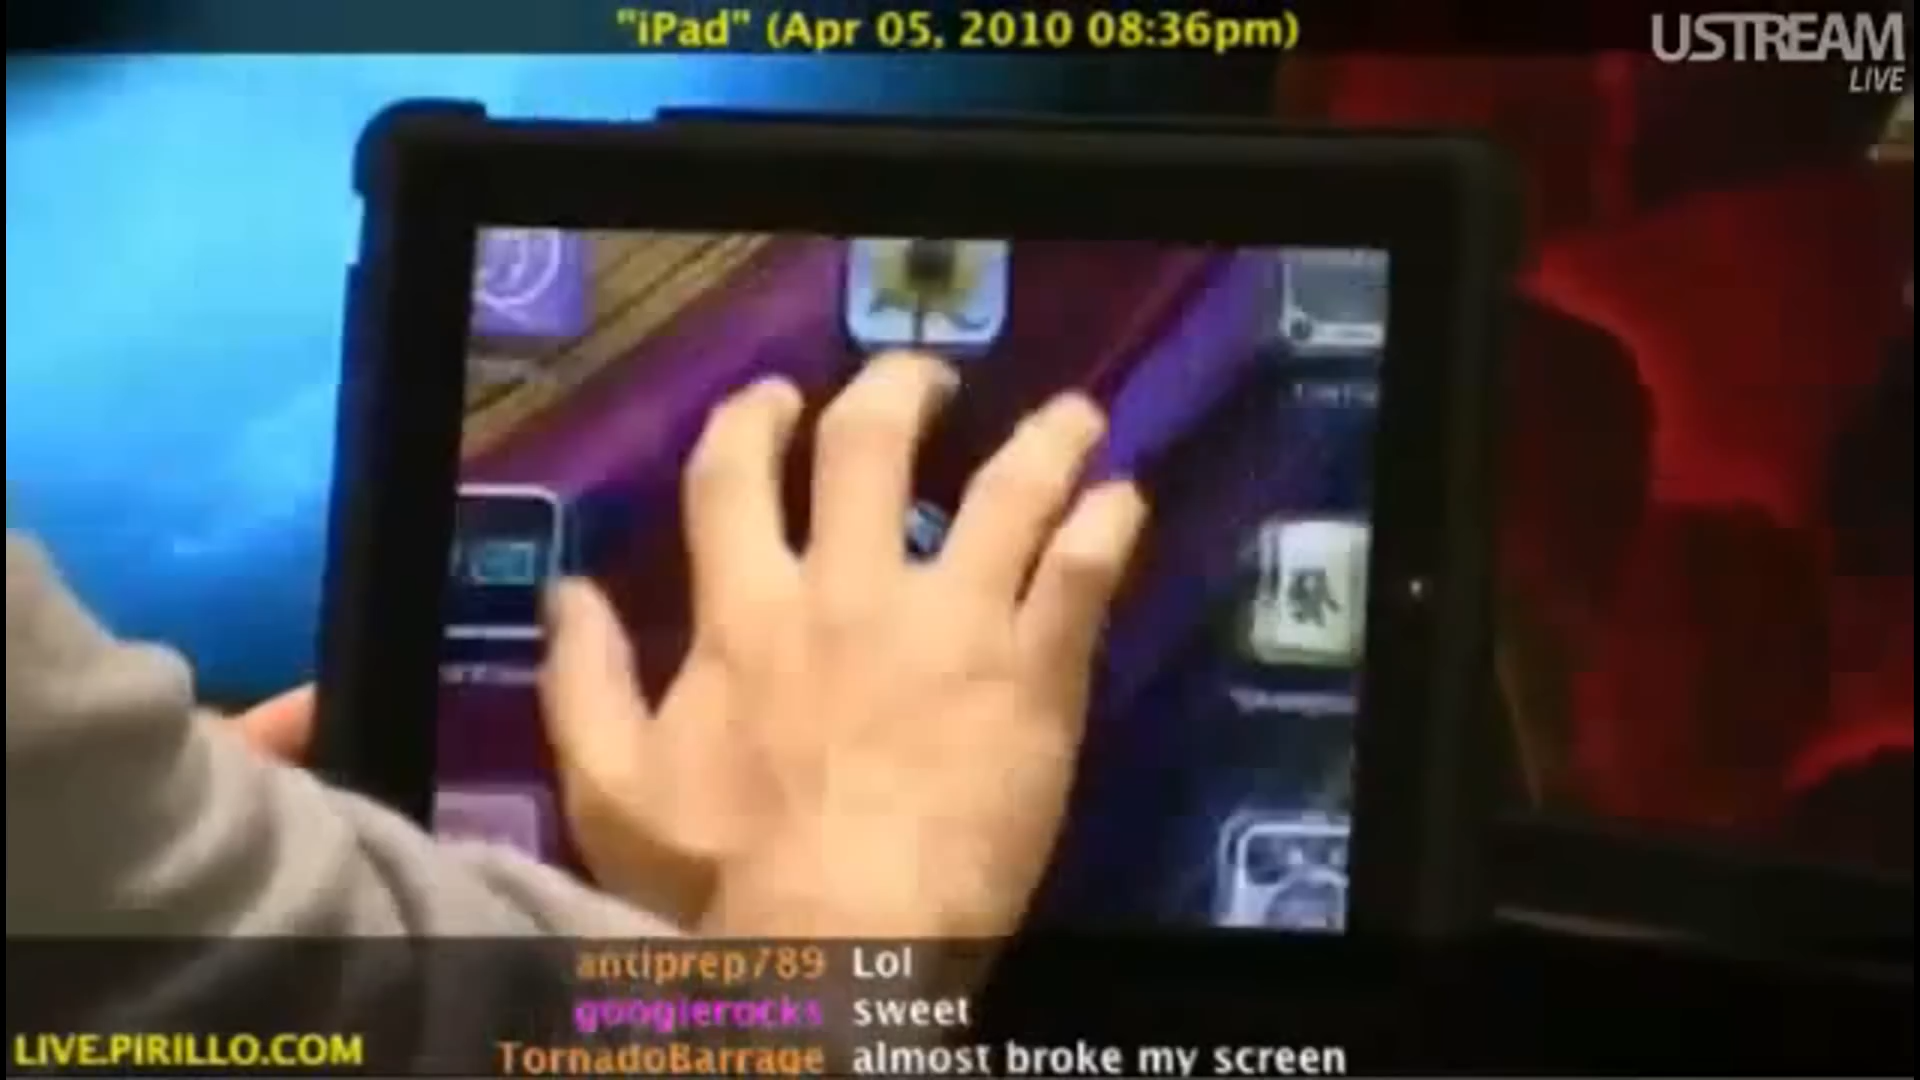 "iPad" (Apr 05, 2010 08:36pm)
USTREAM
LIVE
antiprep789 Lol
googlerocks sweet
TornadoBarrage almost broke my screen
LIVE.PIRILLO.COM